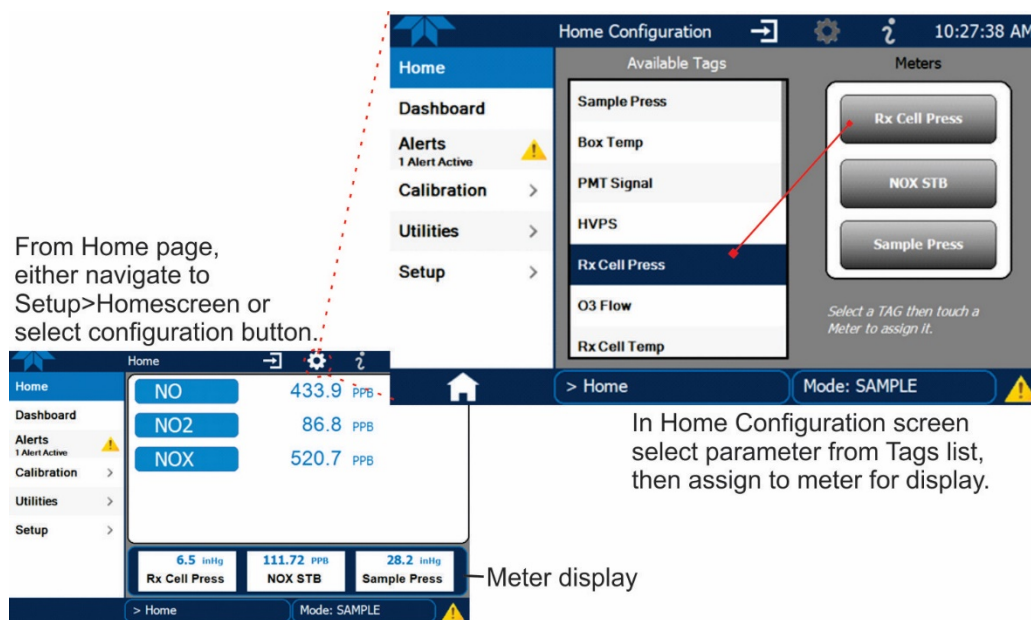 Home Configuration
10:27:38 AM
Home
Dashboard
Alerts
1 Alert Active
Calibration >
Utilities >
Setup >
Available Tags
Sample Press
Box Temp
PMT Signal
HVPS
Rx Cell Press
O3 Flow
Rx Cell Temp
Meters
Rx Cell Press
NOX STB
Sample Press
Select a TAG then touch a
Meter to assign it.
> Home
Mode: SAMPLE
From Home page,
either navigate to
Setup>Homescreen or
select configuration button.
Home
Home
Dashboard
Alerts
1 Alert Active
Calibration >
Utilities >
Setup >
NO 433.9 PPB
NO2 86.8 PPB
NOX 520.7 PPB
6.5 inHg
Rx Cell Press
111.72 PPB
NOX STB
28.2 inHg
Sample Press
> Home
Mode: SAMPLE
Meter display
In Home Configuration screen
select parameter from Tags list,
then assign to meter for display.